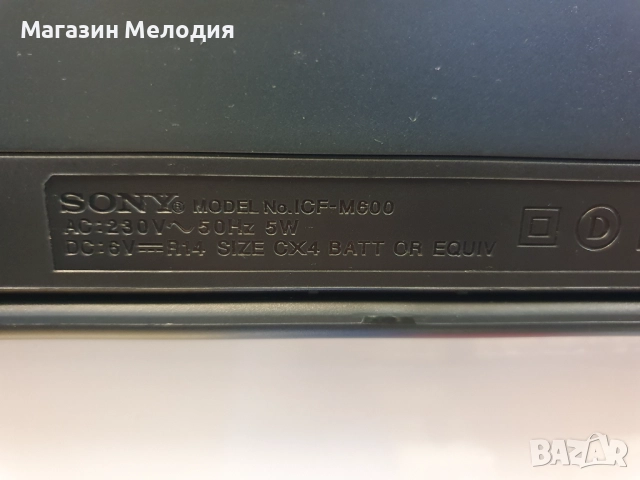 Магазин Мелодия
SONY® MODEL No.ICF-M600
AC:230V~50Hz 5W
DC:6V⎓R14 SIZE CX4 BATT OR EQUIV
D
BAZAR